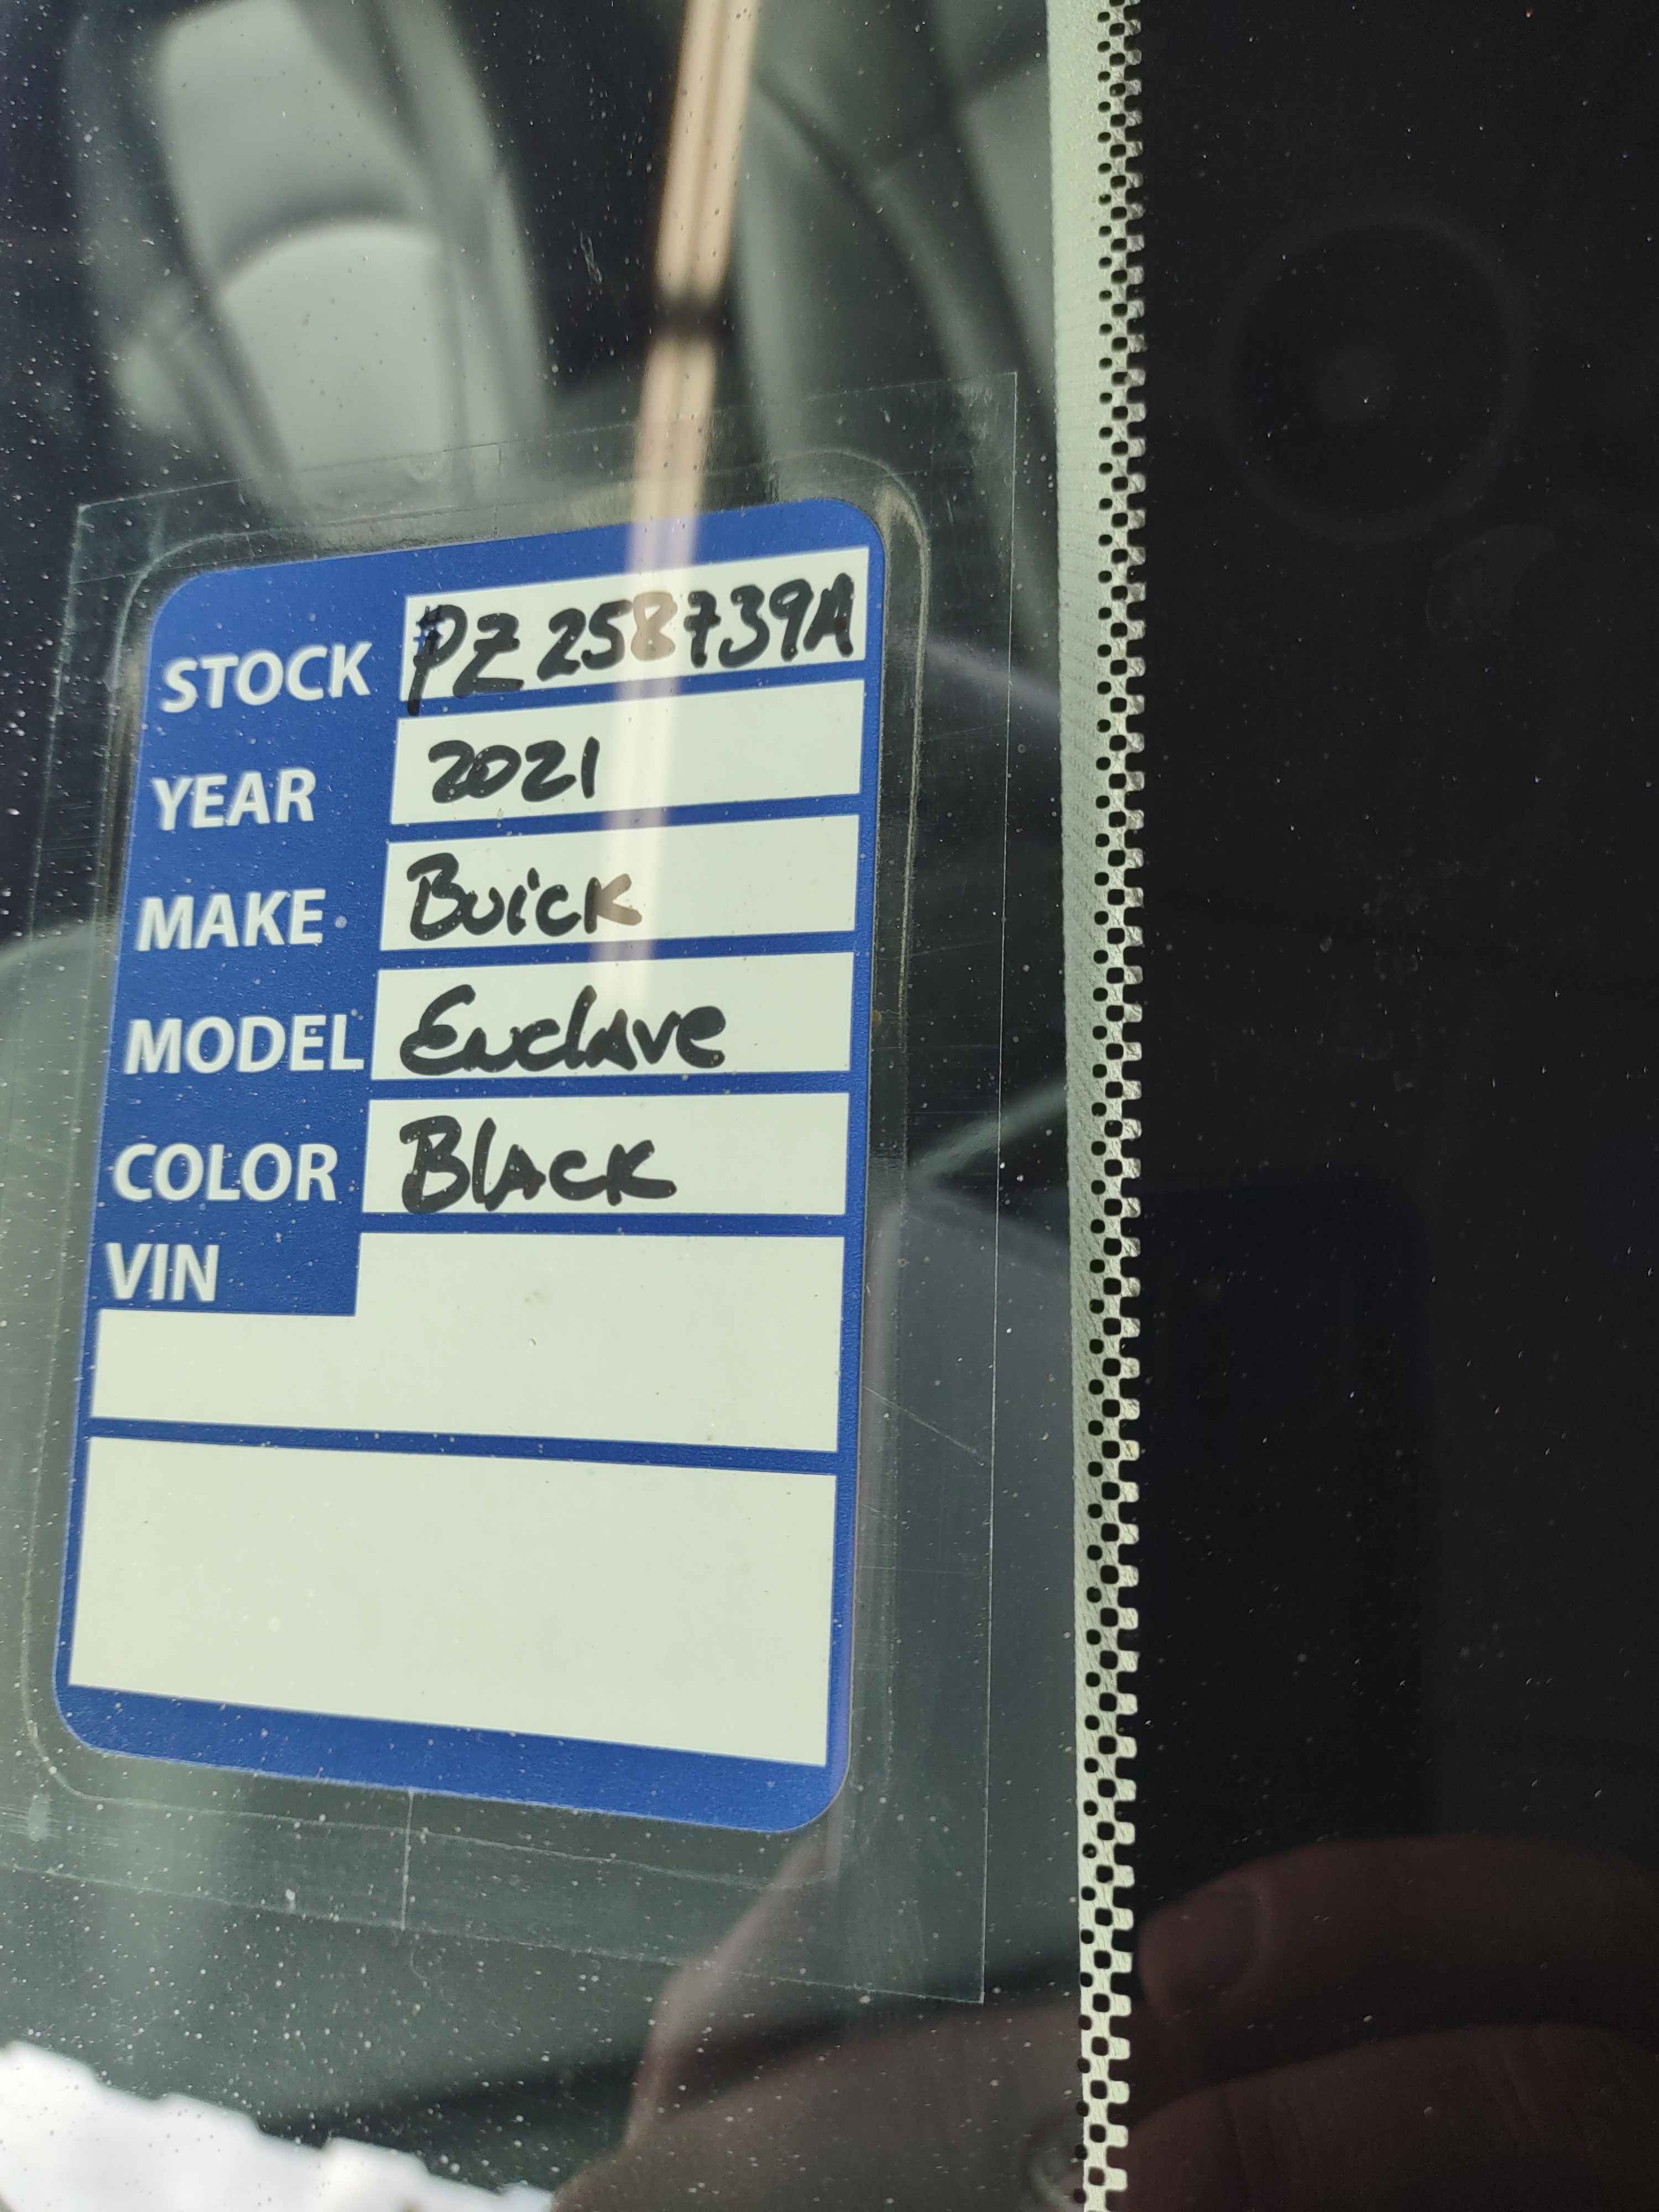 STOCK #PZ258739A
YEAR 2021
MAKE Buick
MODEL Enclave
COLOR Black
VIN